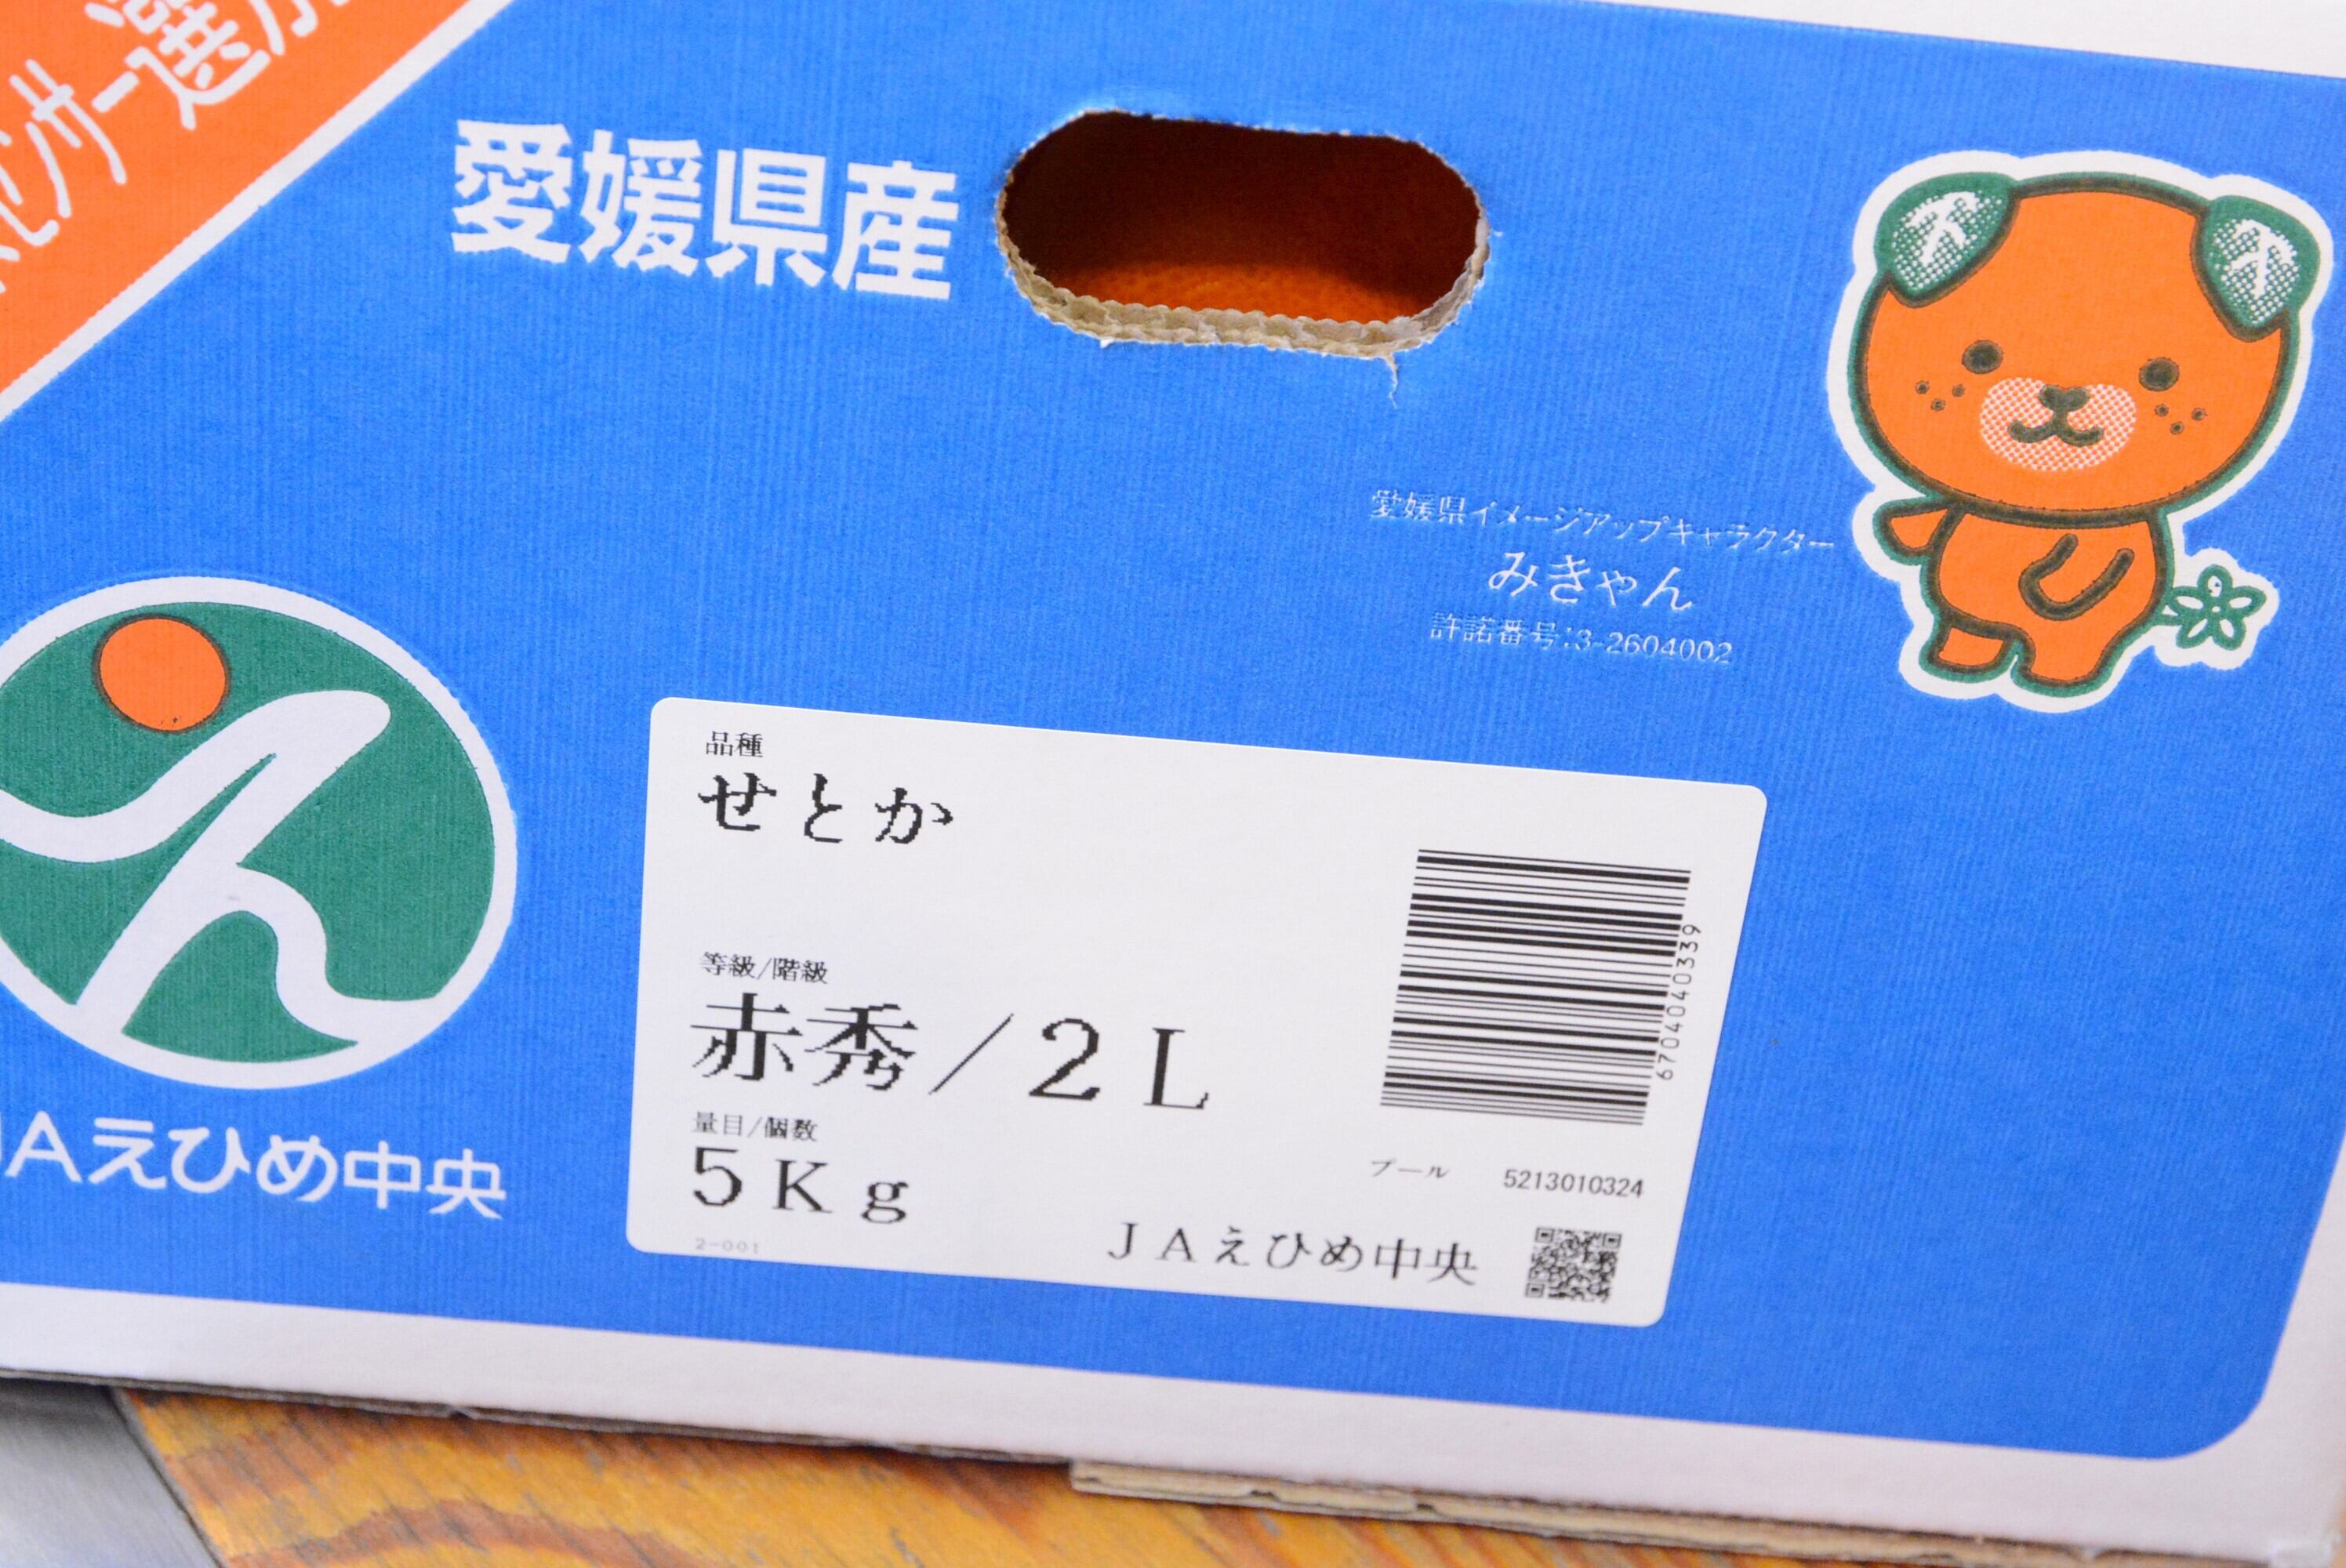 センサー選
愛媛県産
愛媛県イメージアップキャラクター
みきゃん
許諾番号:3-2604002
品種
せとか
等級/階級
赤秀/2L
量目/個数
5Kg
2-001
6704040339
プール 5213010324
JAえひめ中央
JAえひめ中央